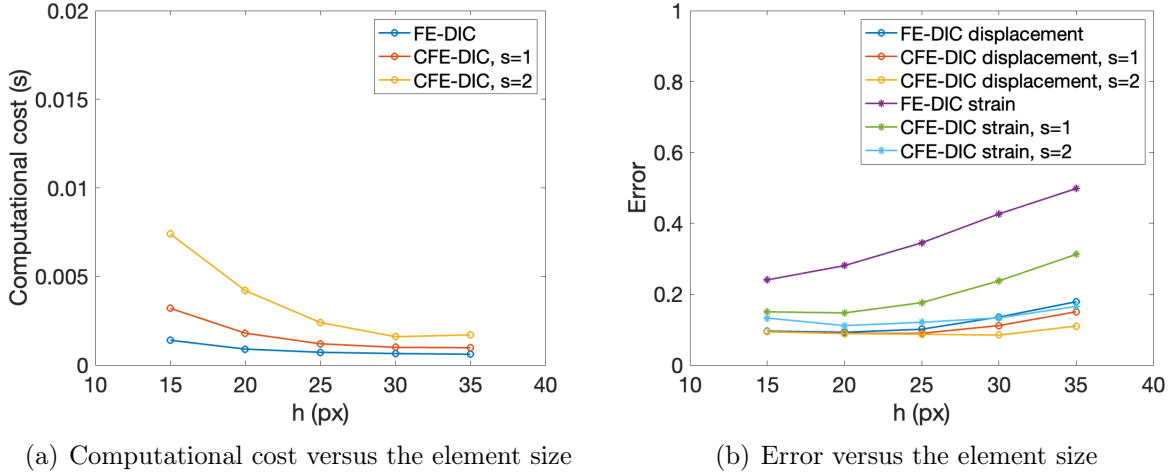 0.02
0.015
0.01
0.005
0
Computational cost (s)
FE-DIC
CFE-DIC, s=1
CFE-DIC, s=2
10 15 20 25 30 35 40
h (px)
(a) Computational cost versus the element size
1
0.8
0.6
0.4
0.2
0
Error
FE-DIC displacement
CFE-DIC displacement, s=1
CFE-DIC displacement, s=2
FE-DIC strain
CFE-DIC strain, s=1
CFE-DIC strain, s=2
10 15 20 25 30 35 40
h (px)
(b) Error versus the element size